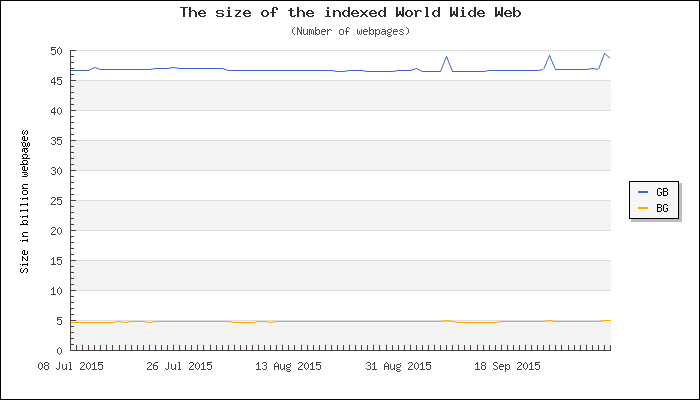 The size of the indexed World Wide Web
(Number of webpages)
Size in billion webpages
50
45
40
35
30
25
20
15
10
5
0
08 Jul 2015
26 Jul 2015
13 Aug 2015
31 Aug 2015
18 Sep 2015
GB
BG